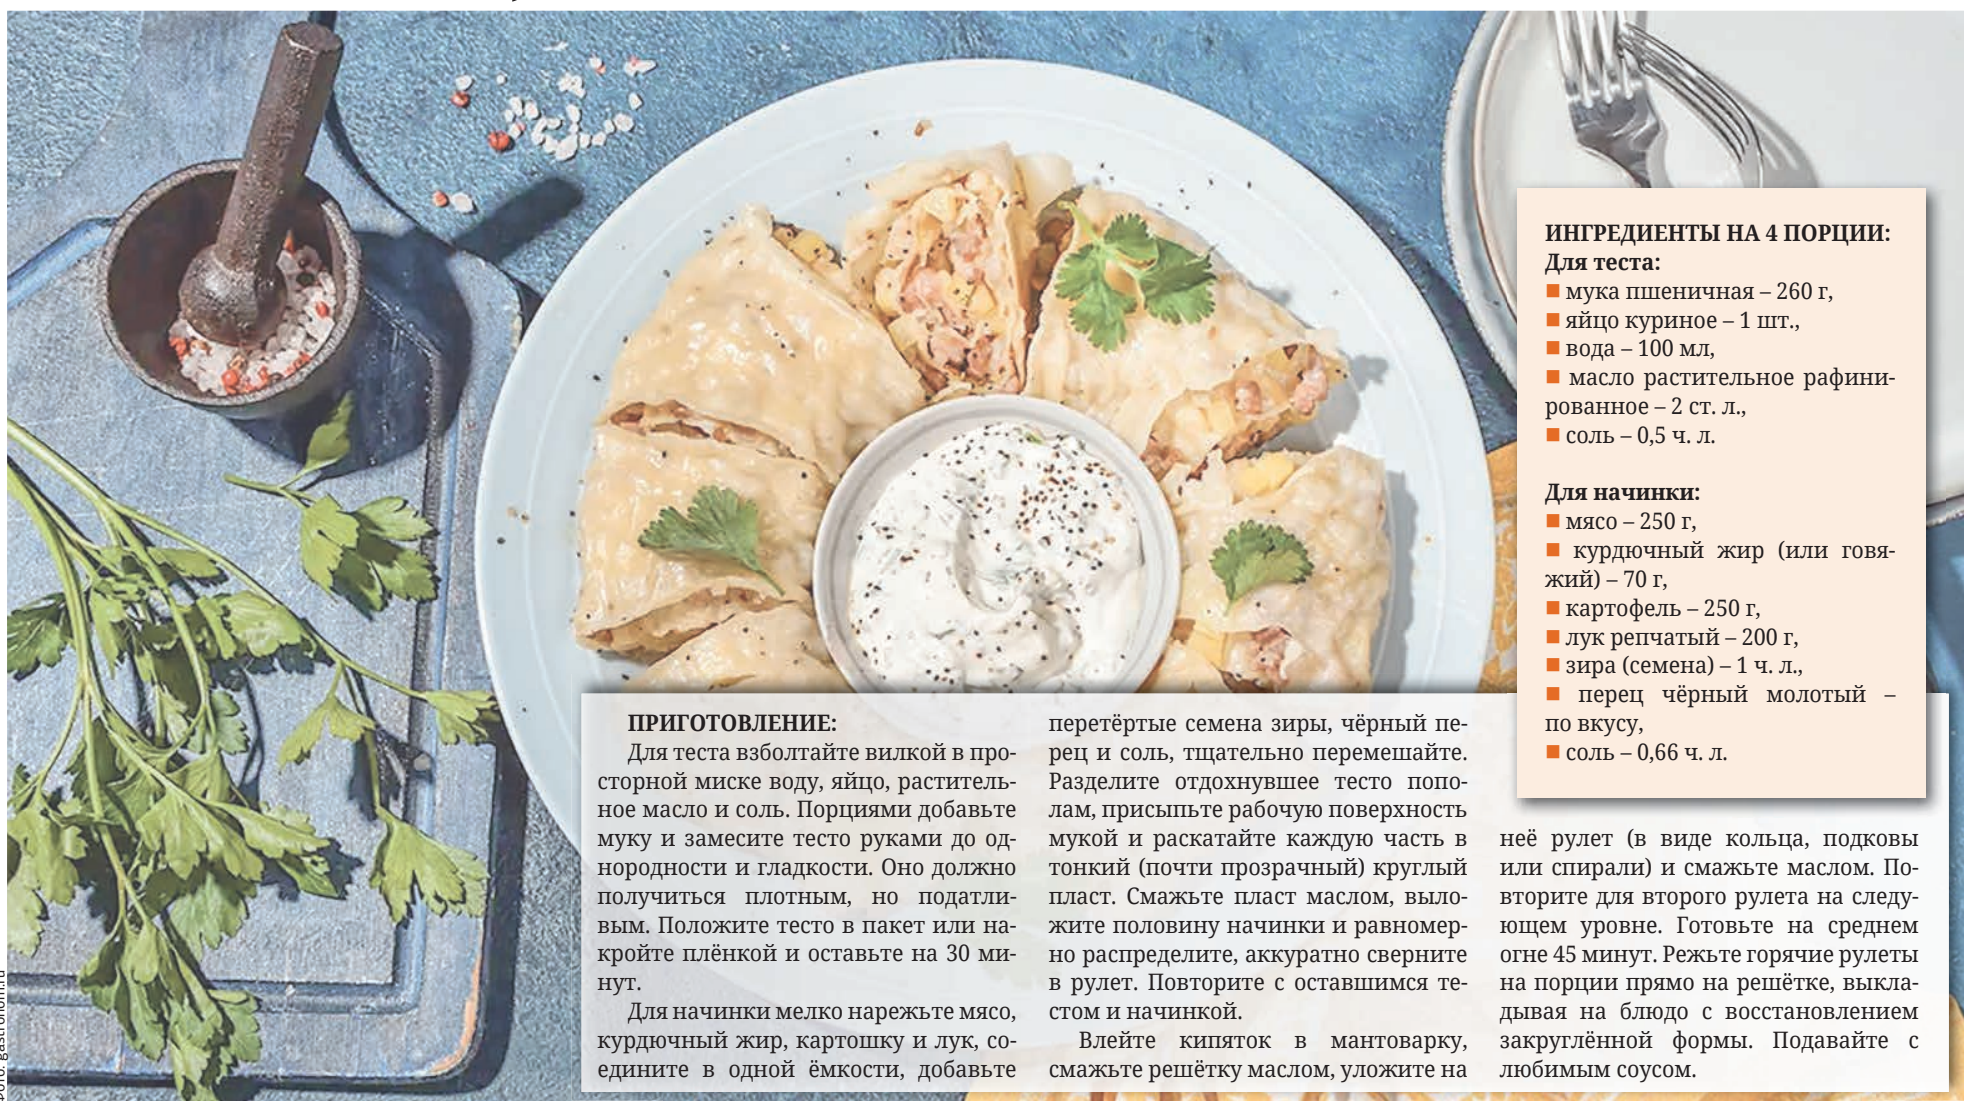 ИНГРЕДИЕНТЫ НА 4 ПОРЦИИ:
Для теста:
■ мука пшеничная – 260 г,
■ яйцо куриное – 1 шт.,
■ вода – 100 мл,
■ масло растительное рафини-
рованное – 2 ст. л.,
■ соль – 0,5 ч. л.
Для начинки:
■ мясо – 250 г,
■ курдючный жир (или говя-
жий) – 70 г,
■ картофель – 250 г,
■ лук репчатый – 200 г,
■ зира (семена) – 1 ч. л.,
■ перец чёрный молотый –
по вкусу,
■ соль – 0,66 ч. л.
ПРИГОТОВЛЕНИЕ:
Для теста взболтайте вилкой в про-
сторной миске воду, яйцо, раститель-
ное масло и соль. Порциями добавьте
муку и замесите тесто руками до од-
нородности и гладкости. Оно должно
получиться плотным, но податли-
вым. Положите тесто в пакет или на-
кройте плёнкой и оставьте на 30 ми-
нут.
Для начинки мелко нарежьте мясо,
курдючный жир, картошку и лук, со-
едините в одной ёмкости, добавьте
перетёртые семена зиры, чёрный пе-
рец и соль, тщательно перемешайте.
Разделите отдохнувшее тесто попо-
лам, присыпьте рабочую поверхность
мукой и раскатайте каждую часть в
тонкий (почти прозрачный) круглый
пласт. Смажьте пласт маслом, выло-
жите половину начинки и равномер-
но распределите, аккуратно сверните
в рулет. Повторите с оставшимся те-
стом и начинкой.
Влейте кипяток в мантоварку,
смажьте решётку маслом, уложите на
неё рулет (в виде кольца, подковы
или спирали) и смажьте маслом. По-
вторите для второго рулета на следу-
ющем уровне. Готовьте на среднем
огне 45 минут. Режьте горячие рулеты
на порции прямо на решётке, выкла-
дывая на блюдо с восстановлением
закруглённой формы. Подавайте с
любимым соусом.
gastronom.ru